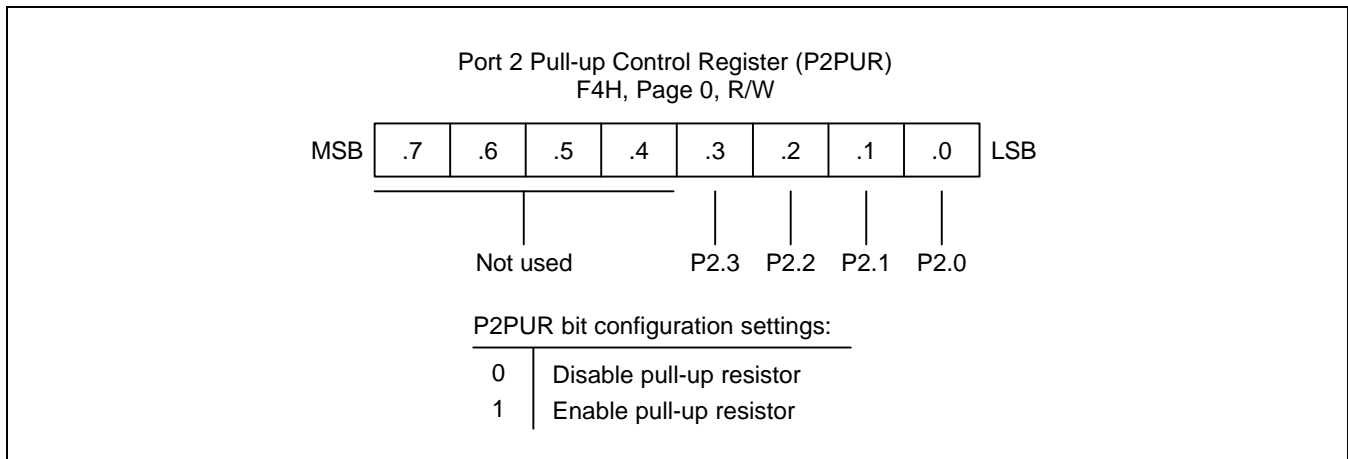 Port 2 Pull-up Control Register (P2PUR)
F4H, Page 0, R/W
MSB .7 .6 .5 .4 .3 .2 .1 .0 LSB
Not used P2.3 P2.2 P2.1 P2.0
P2PUR bit configuration settings:
0 Disable pull-up resistor
1 Enable pull-up resistor